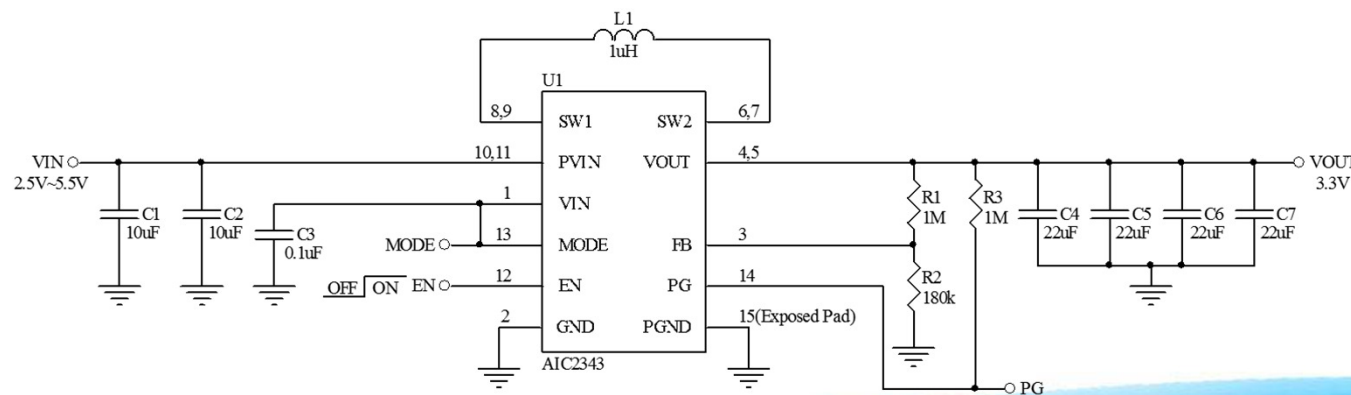 L1
1uH
U1
8,9 SW1 SW2 6,7
VIN 10,11 PVIN VOUT 4,5 VOUT
2.5V~5.5V 3.3V
1 VIN
C1 10uF
C2 10uF
C3 0.1uF
R1 1M
R3 1M
C4 22uF
C5 22uF
C6 22uF
C7 22uF
MODE 13 MODE FB 3
OFF ON EN 12 EN PG 14
R2 180k
2 GND PGND 15(Exposed Pad)
AIC2343
PG